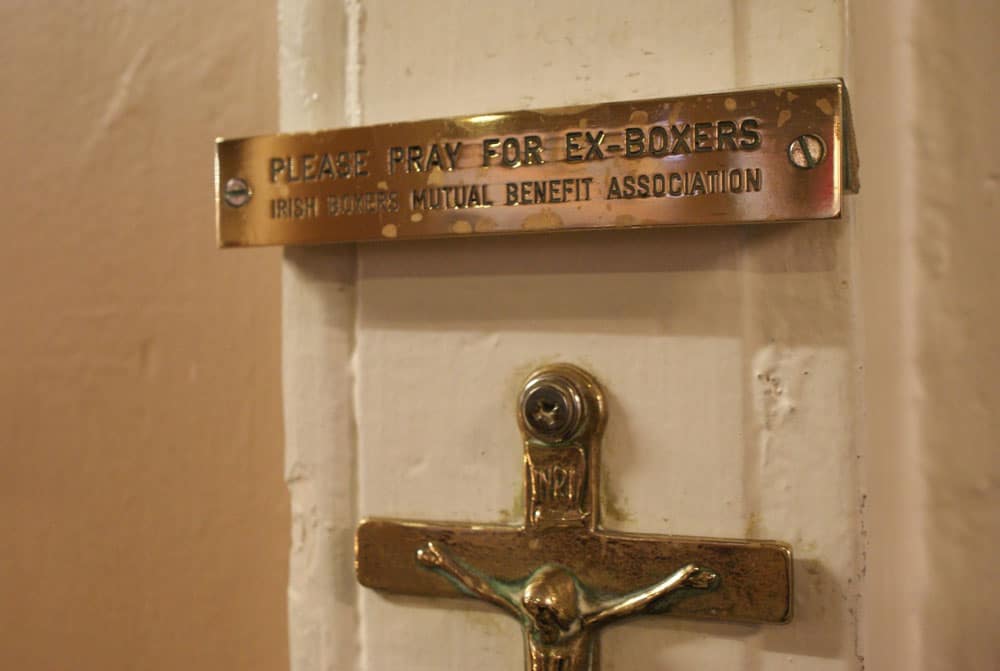 PLEASE PRAY FOR EX-BOXERS
IRISH BOXERS MUTUAL BENEFIT ASSOCIATION
INRI